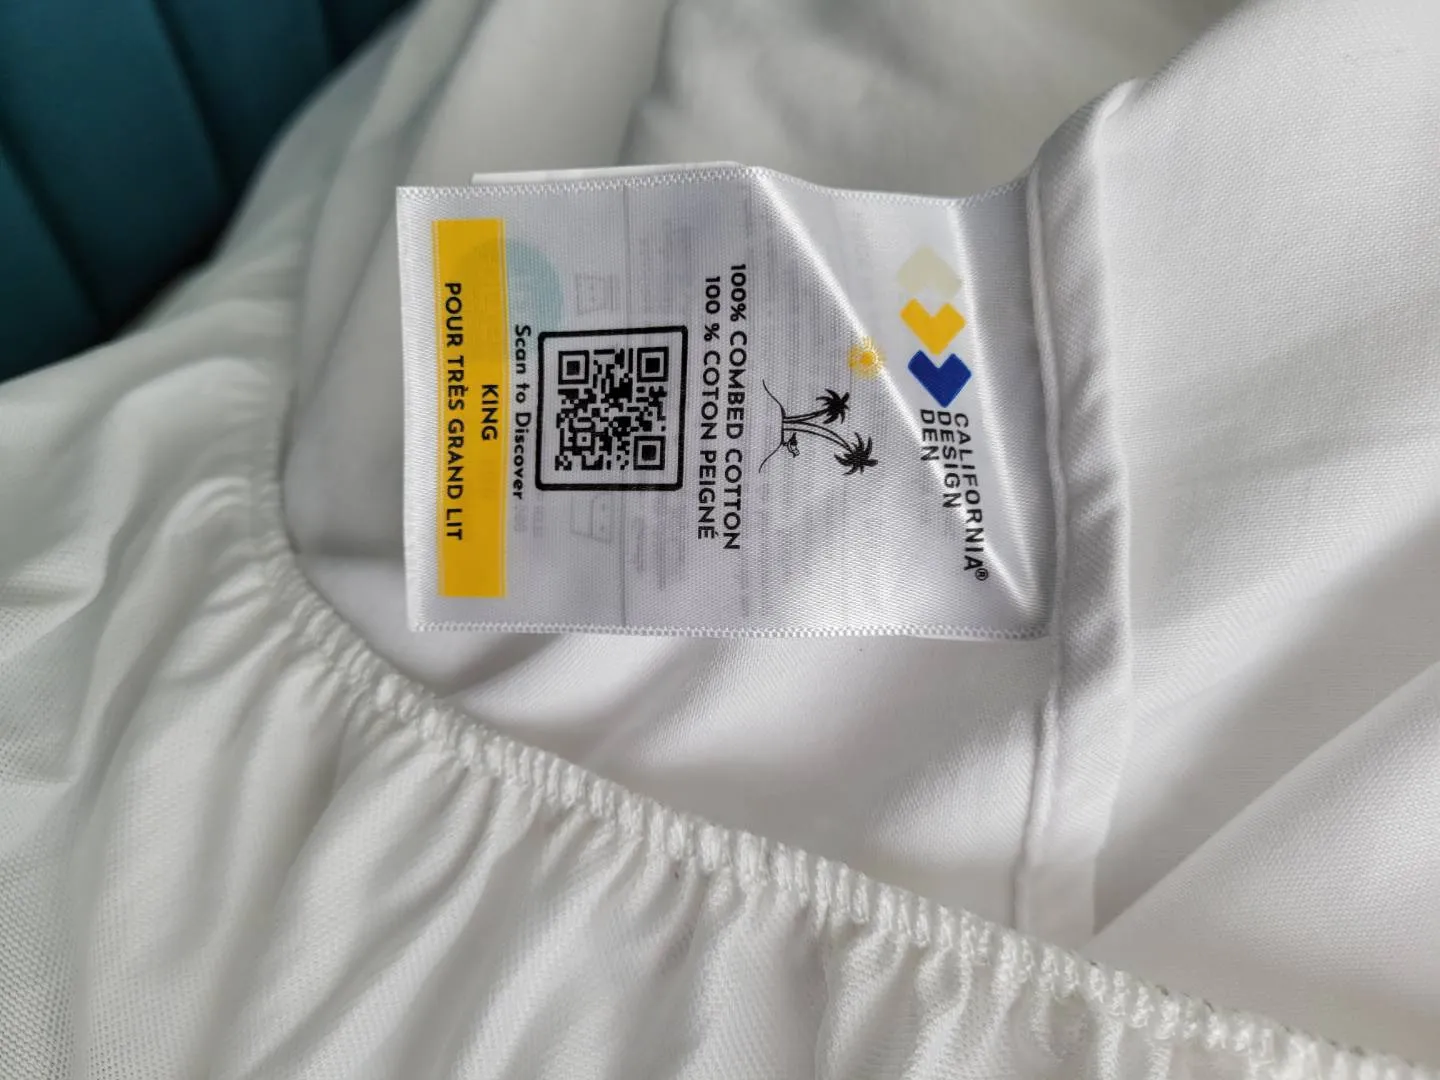 CALIFORNIA®
DESIGN
DEN
100% COMBED COTTON
100 % COTON PEIGNÉ
Scan to Discover
KING
POUR TRÈS GRAND LIT